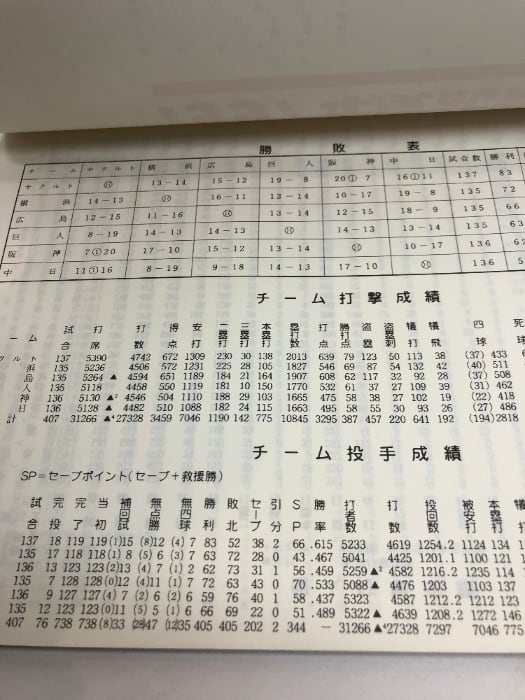 勝敗表
チーム ヤクルト 横浜 広島 巨人 阪神 中日 試合数 勝利
ヤクルト 13−14 15−12 19−8 20①7 16①11 137 83
横浜 14−13 16−11 13−14 10−17 19−8 135 72
広島 12−15 11−16 13−14 12−15 18−9 135 66
巨人 8−19 14−13 14−13 14−13 13−14 135 63
阪神 7①20 17−10 15−12 13−14 10−17 136
中日 11①16 8−19 9−18 14−13 17−10 136
チーム打撃成績
ーム 試合 打席 打数 得点 安打 二塁打 三塁打 本塁打 塁打数 打点 勝打点 盗塁 盗塁刺 犠打 犠飛 四球 死
クルト 137 5390 4742 672 1309 230 30 138 2013 639 79 123 50 113 38 (37) 433
浜 135 5236 4506 572 1231 225 28 105 1827 546 69 87 54 132 42 (40) 511
島 135 5264▲ 4594 651 1189 184 21 164 1907 608 62 117 32 92 28 (37) 508
人 135 5118 4458 550 1119 181 10 150 1770 532 61 37 27 109 39 (31) 462
神 136 5130▲² 4546 504 1110 188 29 103 1665 475 58 38 27 102 19 (22) 418
日 136 5128▲ 4482 510 1088 182 24 115 1663 495 58 55 30 93 26 (27) 486
計 407 31266▲⁴ 27328 3459 7046 1190 142 775 10845 3295 387 457 220 641 192 (194) 2818
チーム投手成績
SP=セーブポイント(セーブ+救援勝)
試合 完投 完了 当初 補回試 無点勝 無四球 勝利 敗北 セーブ 引分 SP 勝率 打者数 打数 投回数 被安打 本塁打 犠
137 18 119 119 (1)15 (8)12 (4)7 83 52 38 2 66 .615 5233 4619 1254.2 1124 134
135 17 118 118 (1)8 (5)6 (3)7 63 72 28 0 43 .467 5041 4425 1201.1 1100 121
136 13 123 123 (2)13 (4)7 (1)2 62 73 31 1 56 .459 5259▲² 4582 1216.2 1235 114
135 7 128 128 (0)12 (4)11 (1)7 72 63 43 0 70 .533 5088▲ 4476 1203 1103 137
136 9 127 127 (4)7 (2)6 (2)6 59 76 40 1 58 .437 5323 4587 1212.2 1212 123
135 12 123 123 (0)11 (5)5 (1)6 66 69 22 0 51 .489 5322▲ 4639 1208.2 1272 146
407 76 738 738 (8)33 (28)47 (12)35 405 405 202 2 344 − 31266▲⁴ 27328 7297 7046 775